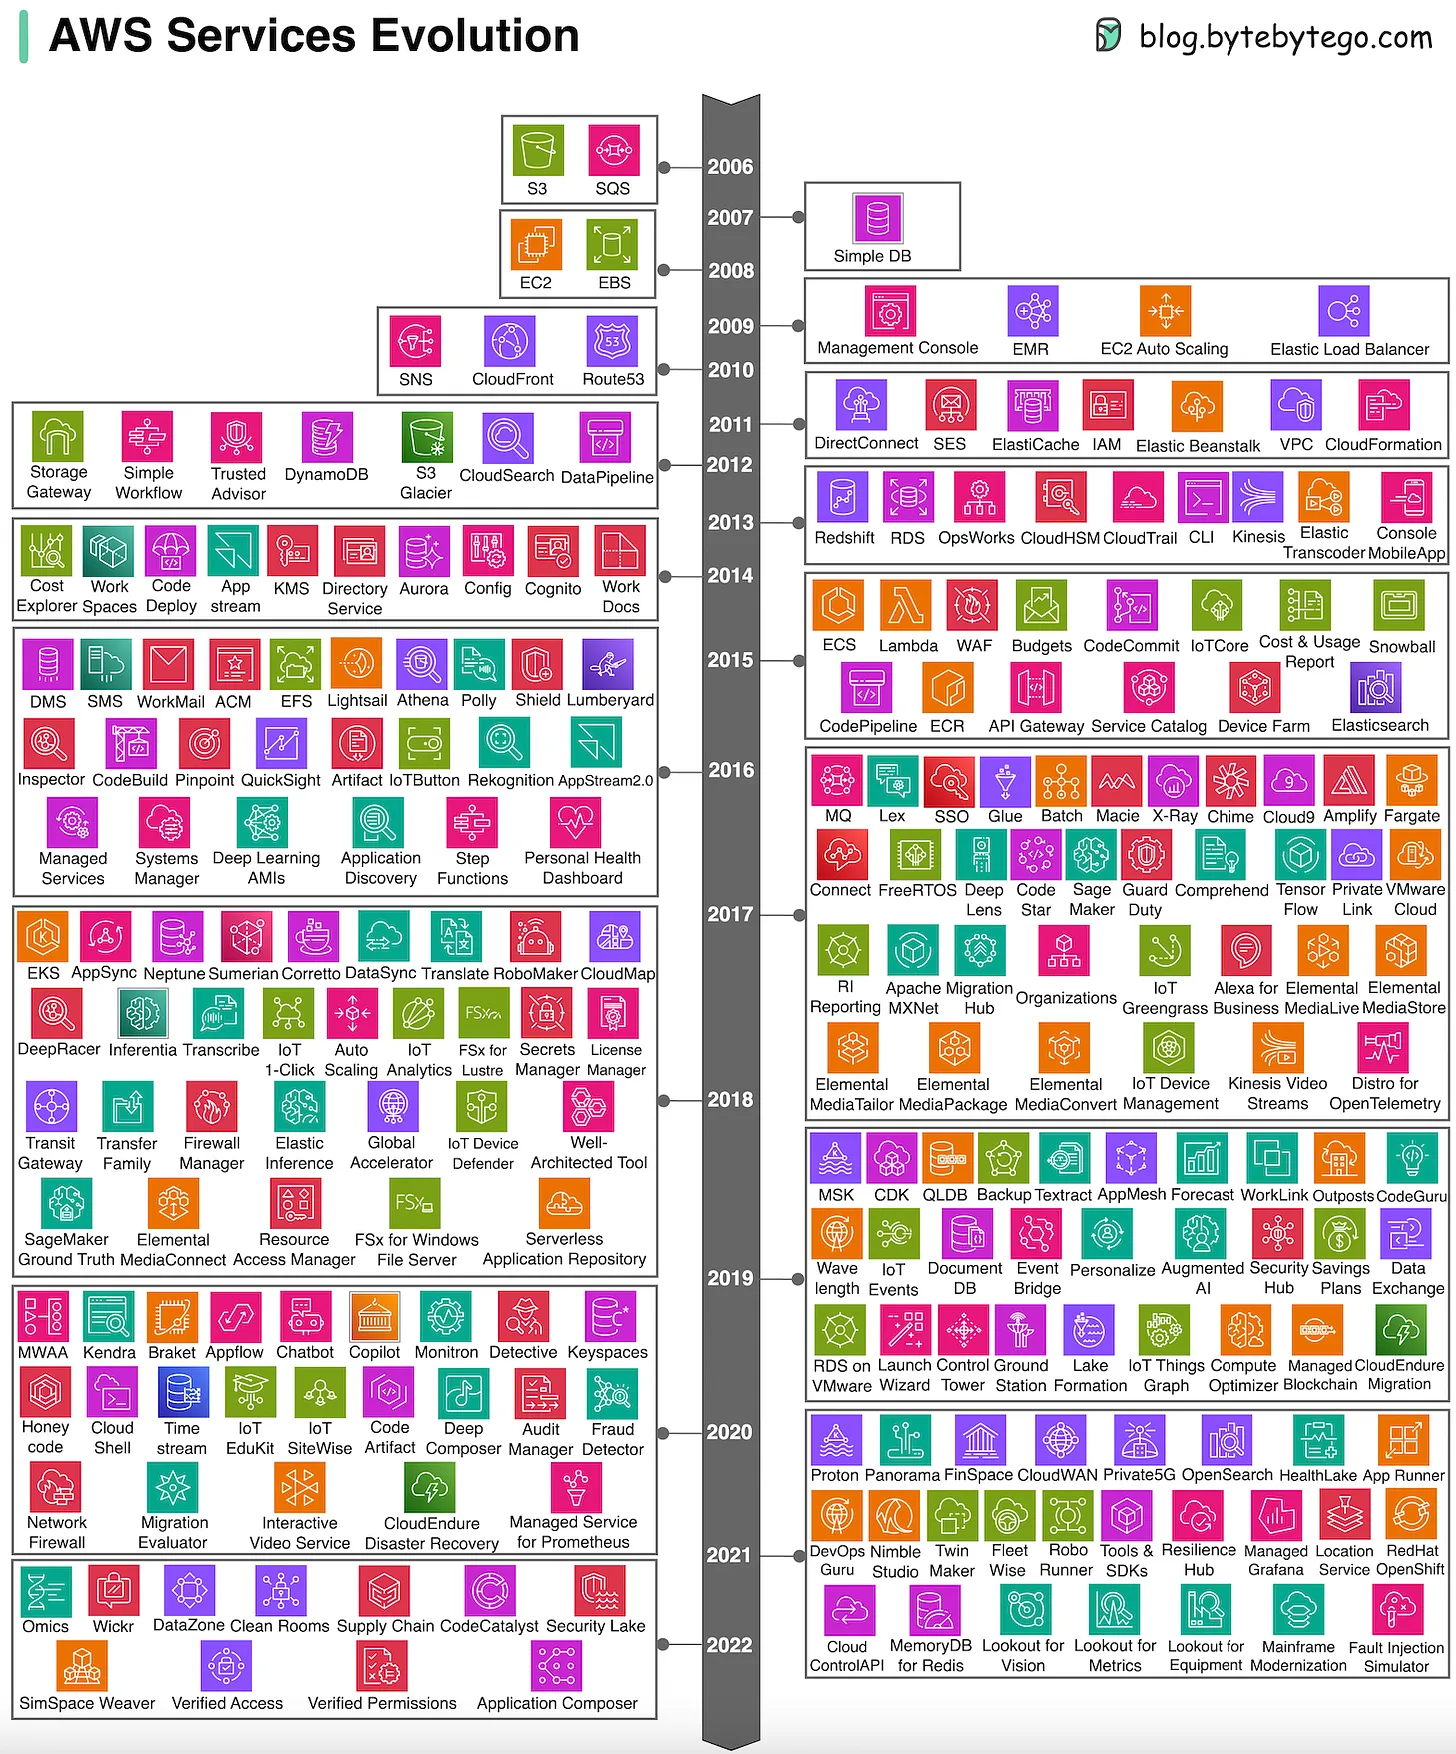 AWS Services Evolution
blog.bytebytego.com
2006
S3 SQS
2007
Simple DB
2008
EC2 EBS
2009
Management Console EMR EC2 Auto Scaling Elastic Load Balancer
2010
SNS CloudFront Route53
53
2011
DirectConnect SES ElastiCache IAM Elastic Beanstalk VPC CloudFormation
2012
Storage Gateway Simple Workflow Trusted Advisor DynamoDB S3 Glacier CloudSearch DataPipeline
2013
Redshift RDS OpsWorks CloudHSM CloudTrail CLI Kinesis Elastic Transcoder Console MobileApp
2014
Cost Explorer Work Spaces Code Deploy App stream KMS Directory Service Aurora Config Cognito Work Docs
2015
ECS Lambda WAF Budgets CodeCommit IoTCore Cost & Usage Report Snowball
CodePipeline ECR API Gateway Service Catalog Device Farm Elasticsearch
2016
DMS SMS WorkMail ACM EFS Lightsail Athena Polly Shield Lumberyard
Inspector CodeBuild Pinpoint QuickSight Artifact IoTButton Rekognition AppStream2.0
Managed Services Systems Manager Deep Learning AMIs Application Discovery Step Functions Personal Health Dashboard
2017
MQ Lex SSO Glue Batch Macie X-Ray Chime Cloud9 Amplify Fargate
9
Connect FreeRTOS Deep Lens Code Star Sage Maker Guard Duty Comprehend Tensor Flow Private Link VMware Cloud
RI Reporting Apache MXNet Migration Hub Organizations IoT Greengrass Alexa for Business Elemental MediaLive Elemental MediaStore
Elemental MediaTailor Elemental MediaPackage Elemental MediaConvert IoT Device Management Kinesis Video Streams Distro for OpenTelemetry
2018
EKS AppSync Neptune Sumerian Corretto DataSync Translate RoboMaker CloudMap
DeepRacer Inferentia Transcribe IoT 1-Click Auto Scaling IoT Analytics FSx for Lustre Secrets Manager License Manager
FSx
Transit Gateway Transfer Family Firewall Manager Elastic Inference Global Accelerator IoT Device Defender Well-Architected Tool
SageMaker Ground Truth Elemental MediaConnect Resource Access Manager FSx for Windows File Server Serverless Application Repository
FSx
2019
MSK CDK QLDB Backup Textract AppMesh Forecast WorkLink Outposts CodeGuru
Wave length IoT Events Document DB Event Bridge Personalize Augmented AI Security Hub Savings Plans Data Exchange
RDS on VMware Launch Wizard Control Tower Ground Station Lake Formation IoT Things Graph Compute Optimizer Managed Blockchain CloudEndure Migration
2020
MWAA Kendra Braket Appflow Chatbot Copilot Monitron Detective Keyspaces
Honey code Cloud Shell Time stream IoT EduKit IoT SiteWise Code Artifact Deep Composer Audit Manager Fraud Detector
Network Firewall Migration Evaluator Interactive Video Service CloudEndure Disaster Recovery Managed Service for Prometheus
2021
Proton Panorama FinSpace CloudWAN Private5G OpenSearch HealthLake App Runner
DevOps Guru Nimble Studio Twin Maker Fleet Wise Robo Runner Tools & SDKs Resilience Hub Managed Grafana Location Service RedHat OpenShift
Cloud ControlAPI MemoryDB for Redis Lookout for Vision Lookout for Metrics Lookout for Equipment Mainframe Modernization Fault Injection Simulator
2022
Omics Wickr DataZone Clean Rooms Supply Chain CodeCatalyst Security Lake
SimSpace Weaver Verified Access Verified Permissions Application Composer